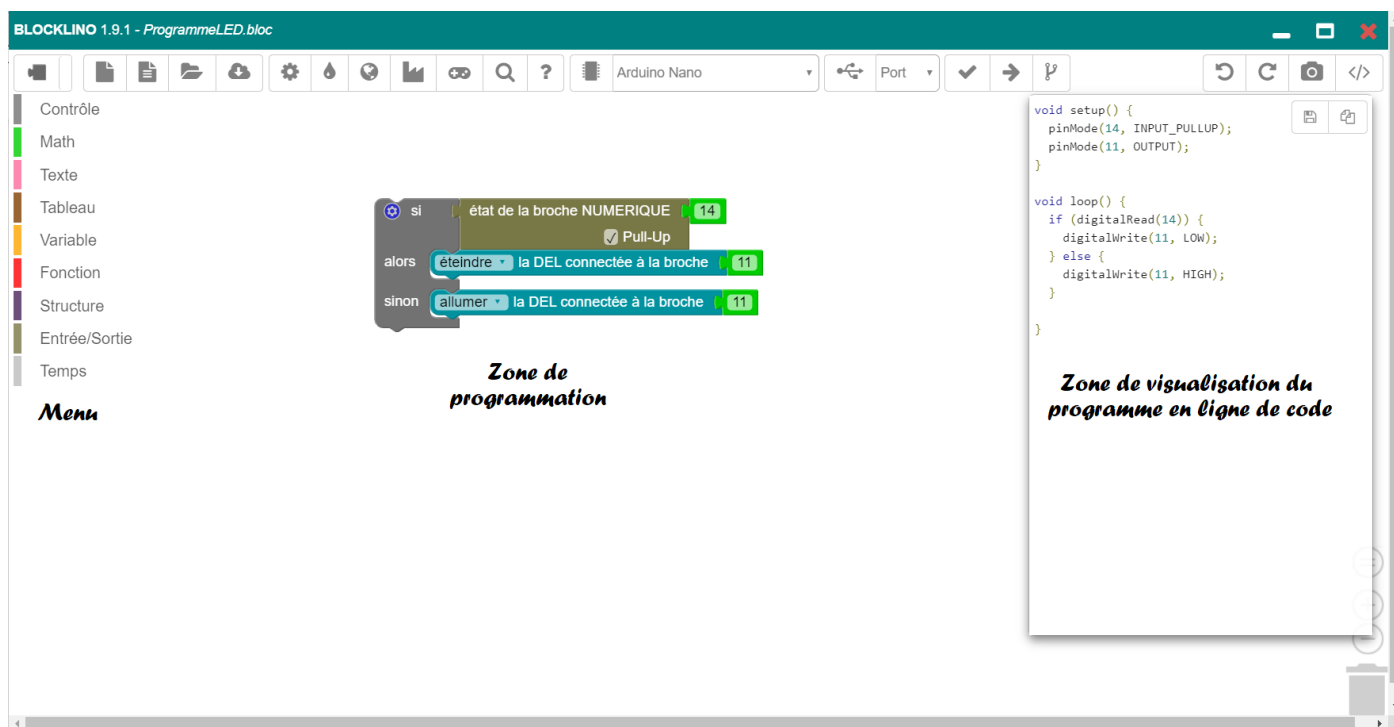 BLOCKLINO 1.9.1 - ProgrammeLED.bloc
? Arduino Nano Port </>
Contrôle
Math
Texte
Tableau
Variable
Fonction
Structure
Entrée/Sortie
Temps
Menu
si état de la broche NUMERIQUE 14
Pull-Up
alors éteindre la DEL connectée à la broche 11
sinon allumer la DEL connectée à la broche 11
Zone de
programmation
void setup() {
  pinMode(14, INPUT_PULLUP);
  pinMode(11, OUTPUT);
}
void loop() {
  if (digitalRead(14)) {
    digitalWrite(11, LOW);
  } else {
    digitalWrite(11, HIGH);
  }
}
Zone de visualisation du
programme en ligne de code